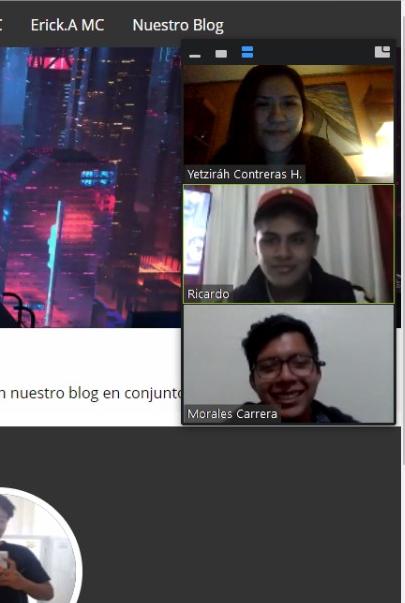 Erick.A MC
Nuestro Blog
Yetziráh Contreras H.
Ricardo
nuestro blog en conjunto
Morales Carrera